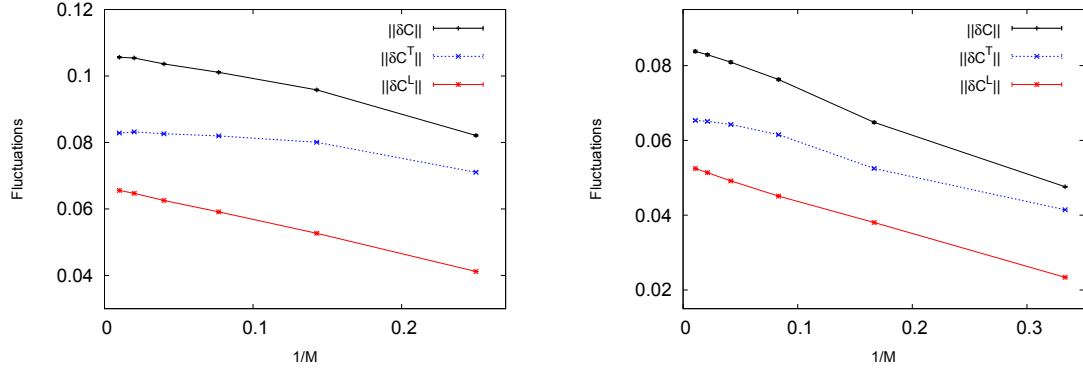 0.12
0.1
0.08
0.06
0.04
0
0.1
0.2
Fluctuations
1/M
||δC||
||δC^T||
||δC^L||
0.08
0.06
0.04
0.02
0
0.1
0.2
0.3
Fluctuations
1/M
||δC||
||δC^T||
||δC^L||